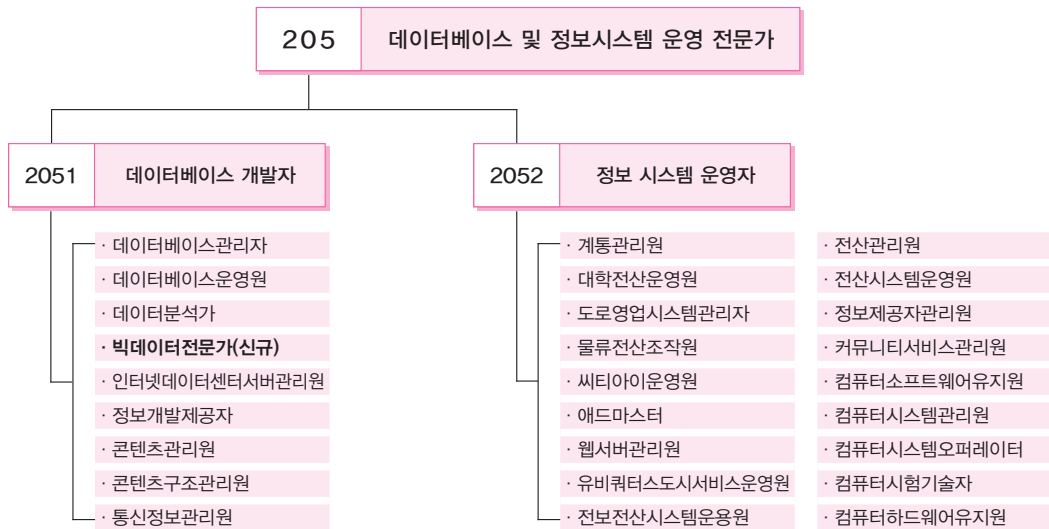 205 데이터베이스 및 정보시스템 운영 전문가
2051 데이터베이스 개발자
· 데이터베이스관리자
· 데이터베이스운영원
· 데이터분석가
· 빅데이터전문가(신규)
· 인터넷데이터센터서버관리원
· 정보개발제공자
· 콘텐츠관리원
· 콘텐츠구조관리원
· 통신정보관리원
2052 정보 시스템 운영자
· 계통관리원
· 대학전산운영원
· 도로영업시스템관리자
· 물류전산조작원
· 씨티아이운영원
· 애드마스터
· 웹서버관리원
· 유비쿼터스도시서비스운영원
· 전보전산시스템운용원
· 전산관리원
· 전산시스템운영원
· 정보제공자관리원
· 커뮤니티서비스관리원
· 컴퓨터소프트웨어유지원
· 컴퓨터시스템관리원
· 컴퓨터시스템오퍼레이터
· 컴퓨터시험기술자
· 컴퓨터하드웨어유지원